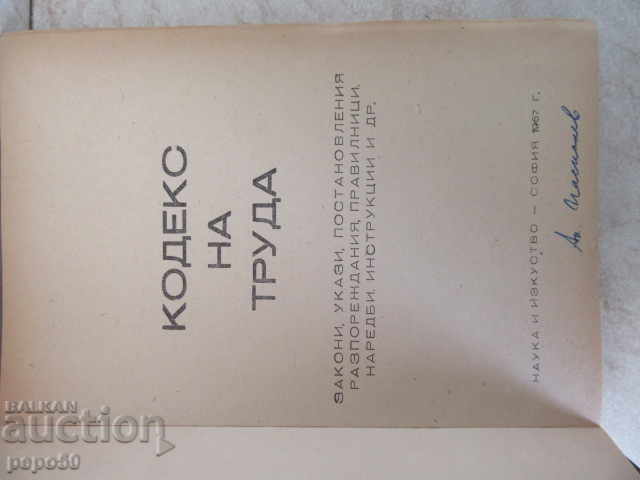 КОДЕКС
НА
ТРУДА
ЗАКОНИ, УКАЗИ, ПОСТАНОВЛЕНИЯ
РАЗПОРЕЖДАНИЯ, ПРАВИЛНИЦИ,
НАРЕДБИ, ИНСТРУКЦИИ И ДР.
НАУКА И ИЗКУСТВО — СОФИЯ 1967 Г.
BALKAN
auction
popo50